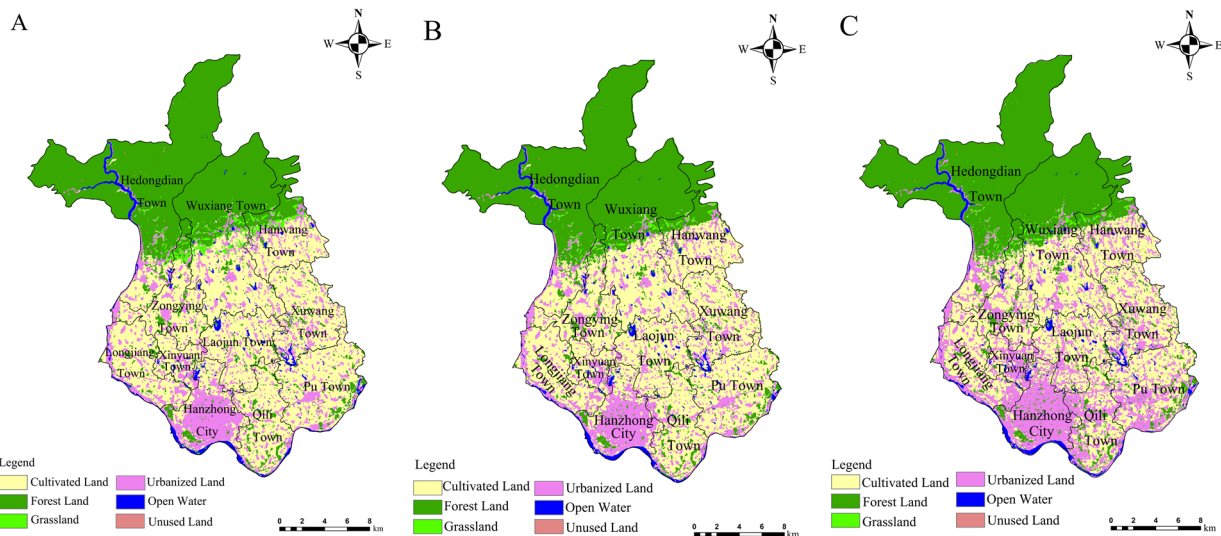 A
N
W
E
S
Hedongdian
Town
Wuxiang Town
Hanwang
Town
Zongying
Town
Xuwang
Town
Laojun Town
Longjiang
Town
Xinyuan
Town
Pu Town
Hanzhong
City
Qili
Town
Legend
Cultivated Land
Urbanized Land
Forest Land
Open Water
Grassland
Unused Land
0 2 4 6 8
km
B
N
W
E
S
Hedongdian
Town
Wuxiang
Town
Hanwang
Town
Zongying
Town
Xuwang
Town
Laojun
Town
Longjiang
Town
Xinyuan
Town
Pu Town
Hanzhong
City
Qili
Town
Legend
Cultivated Land
Urbanized Land
Forest Land
Open Water
Grassland
Unused Land
0 2 4 6 8
km
C
N
W
E
S
Hedongdian
Town
Wuxiang
Town
Hanwang
Town
Zongying
Town
Xuwang
Town
Laojun
Town
Longjiang
Town
Xinyuan
Town
Pu Town
Hanzhong
City
Qili
Town
Legend
Cultivated Land
Urbanized Land
Forest Land
Open Water
Grassland
Unused Land
0 2 4 6 8
km